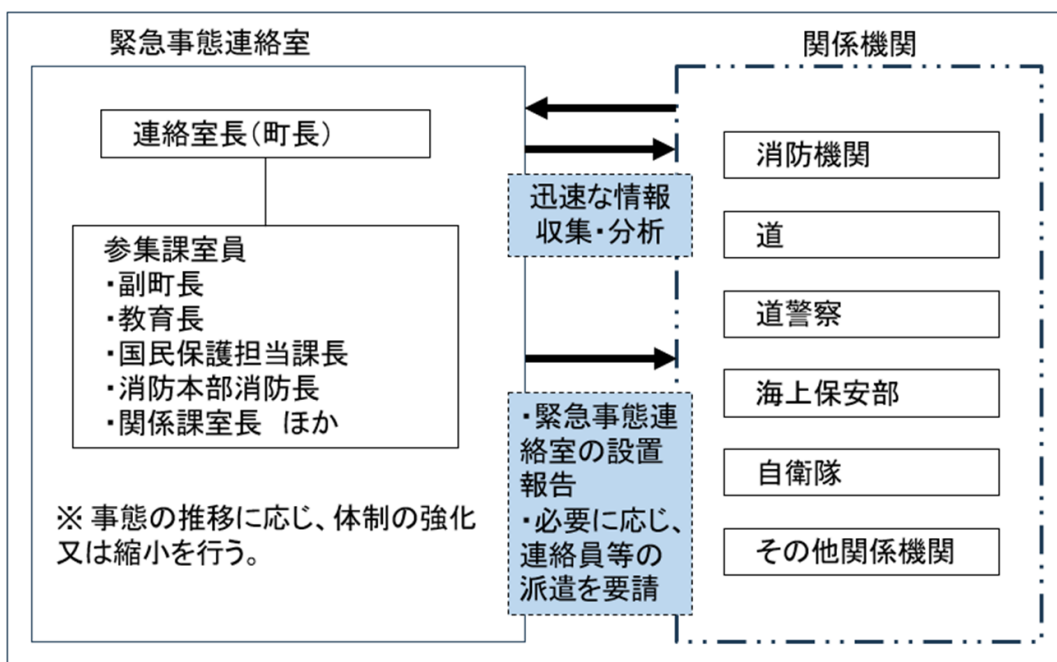 緊急事態連絡室
連絡室長（町長）
参集課室員
・副町長
・教育長
・国民保護担当課長
・消防本部消防長
・関係課室長　ほか
※ 事態の推移に応じ、体制の強化
又は縮小を行う。
迅速な情報
収集・分析
・緊急事態連
絡室の設置
報告
・必要に応じ、
連絡員等の
派遣を要請
関係機関
消防機関
道
道警察
海上保安部
自衛隊
その他関係機関